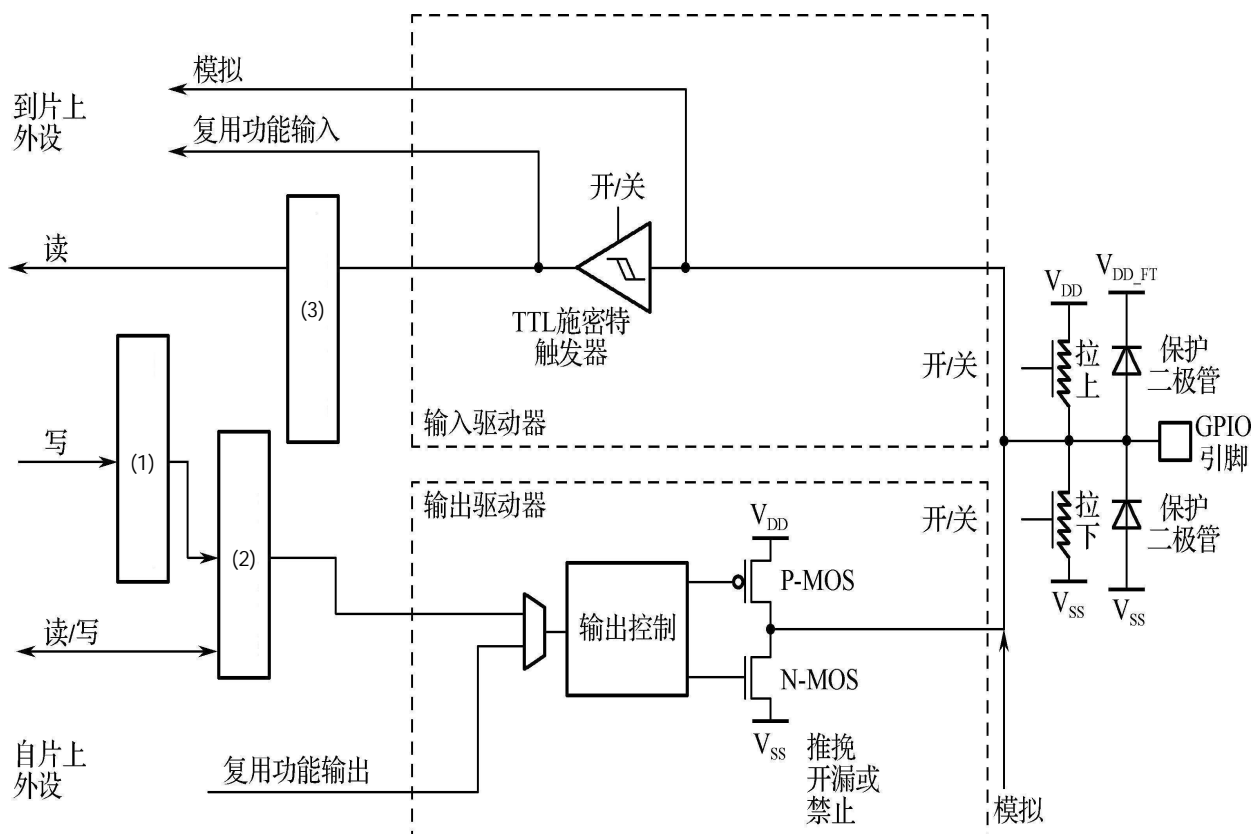 模拟
到片上
外设
复用功能输入
开/关
读
(3)
TTL施密特
触发器
V_DD
V_DD_FT
拉
上
保护
二极管
开/关
输入驱动器
GPIO
引脚
写
(1)
(2)
输出驱动器
V_DD
开/关
拉
下
保护
二极管
P-MOS
V_SS
V_SS
输出控制
读/写
N-MOS
V_SS
推挽
开漏或
禁止
自片上
外设
复用功能输出
模拟